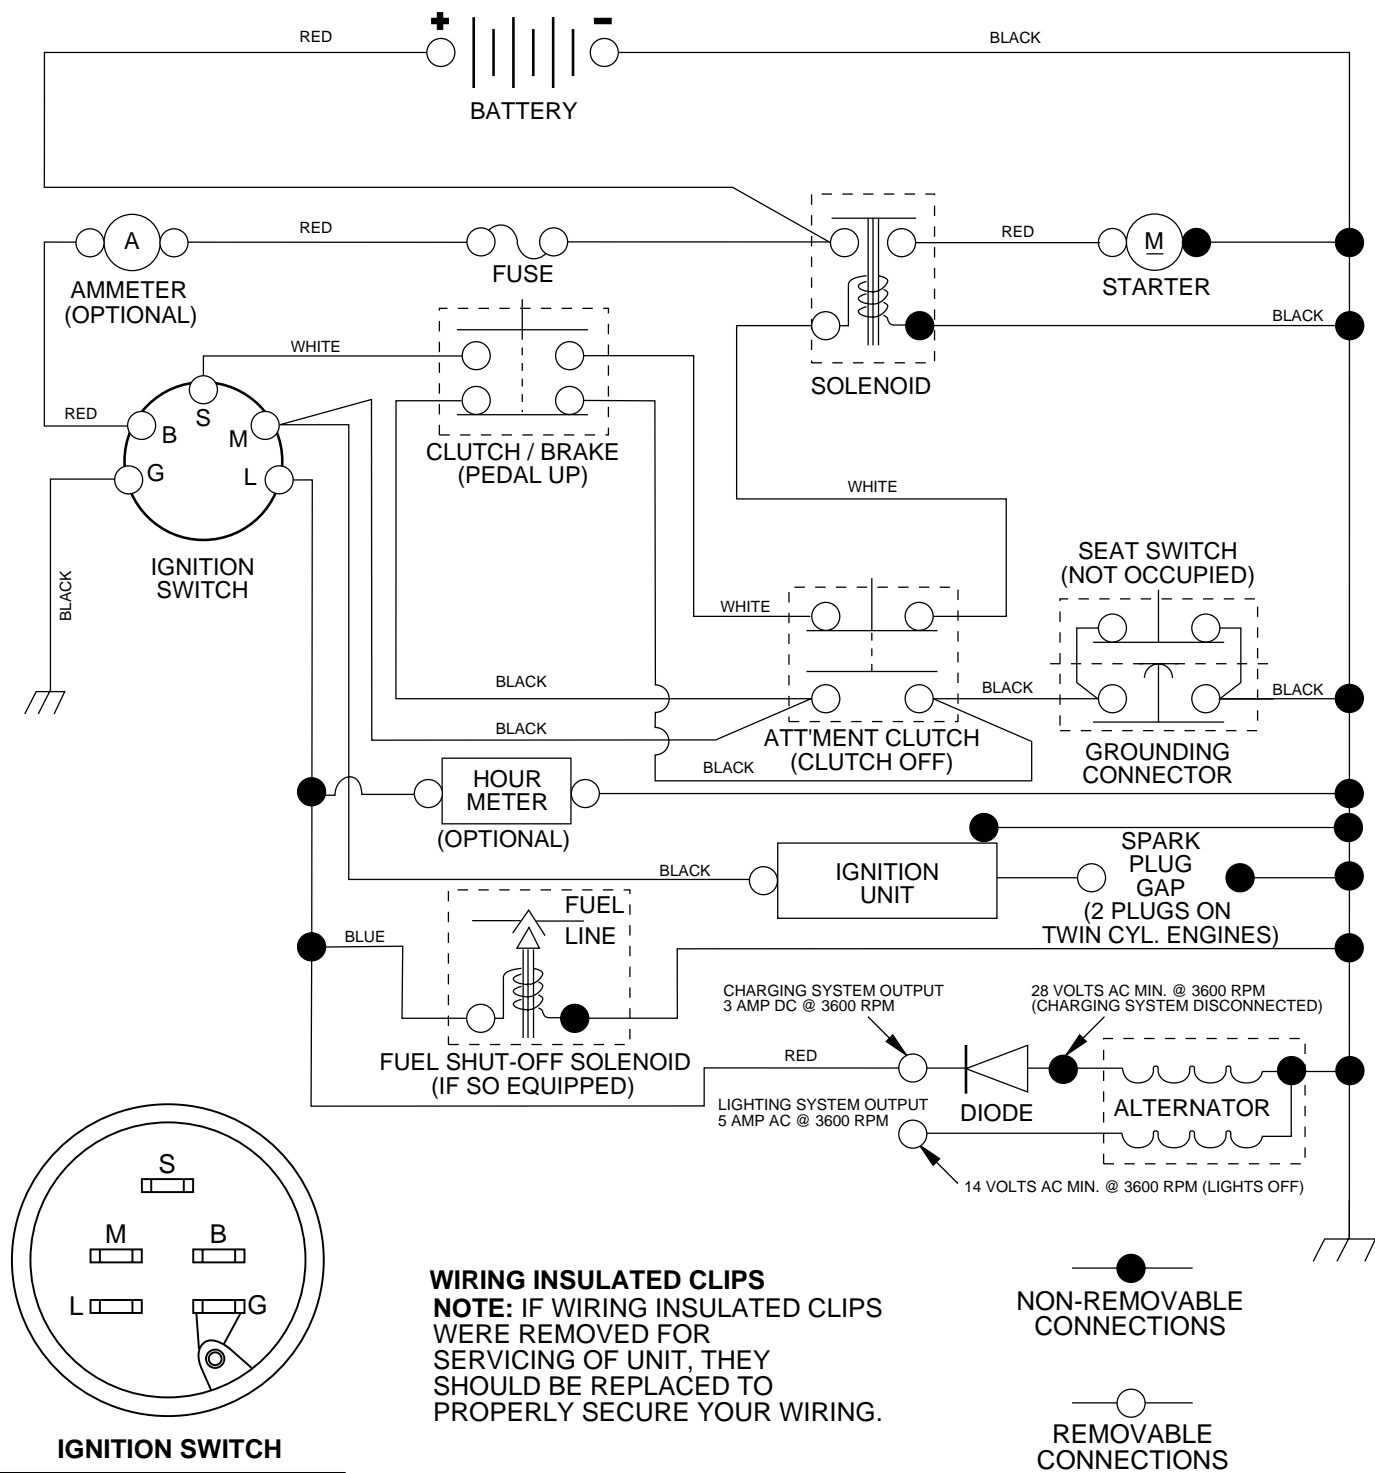 +
-
RED
BLACK
BATTERY
A
RED
RED
M
AMMETER
(OPTIONAL)
FUSE
STARTER
WHITE
BLACK
SOLENOID
S
RED
B
M
G
L
CLUTCH / BRAKE
(PEDAL UP)
WHITE
IGNITION
SWITCH
BLACK
SEAT SWITCH
(NOT OCCUPIED)
WHITE
BLACK
BLACK
BLACK
BLACK
ATT'MENT CLUTCH
(CLUTCH OFF)
GROUNDING
CONNECTOR
BLACK
HOUR
METER
(OPTIONAL)
BLACK
IGNITION
UNIT
SPARK
PLUG
GAP
(2 PLUGS ON
TWIN CYL. ENGINES)
FUEL
LINE
BLUE
CHARGING SYSTEM OUTPUT
3 AMP DC @ 3600 RPM
28 VOLTS AC MIN. @ 3600 RPM
(CHARGING SYSTEM DISCONNECTED)
FUEL SHUT-OFF SOLENOID
(IF SO EQUIPPED)
RED
LIGHTING SYSTEM OUTPUT
5 AMP AC @ 3600 RPM
DIODE
ALTERNATOR
14 VOLTS AC MIN. @ 3600 RPM (LIGHTS OFF)
S
M
B
L
G
IGNITION SWITCH
WIRING INSULATED CLIPS
NOTE: IF WIRING INSULATED CLIPS
WERE REMOVED FOR
SERVICING OF UNIT, THEY
SHOULD BE REPLACED TO
PROPERLY SECURE YOUR WIRING.
NON-REMOVABLE
CONNECTIONS
REMOVABLE
CONNECTIONS